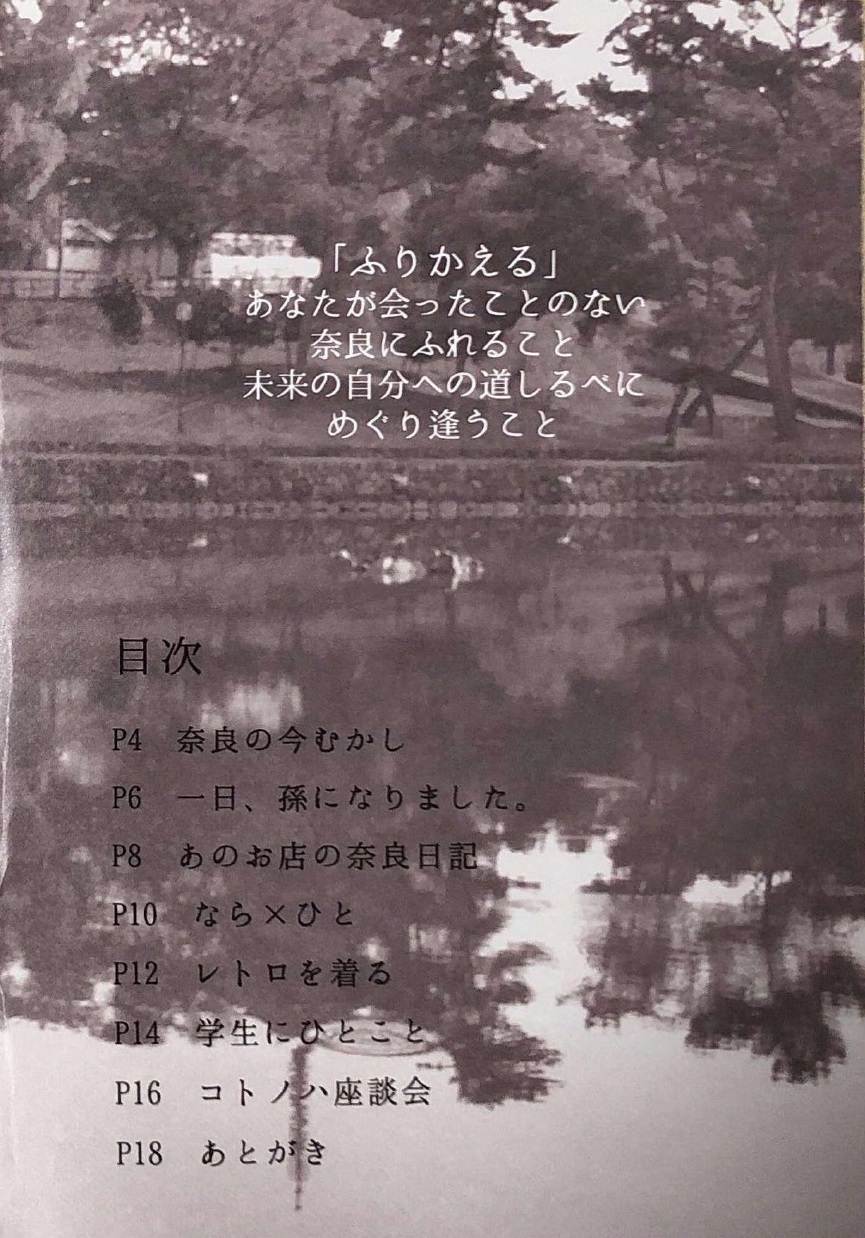 「ふりかえる」
あなたが会ったことのない
奈良にふれること
未来の自分への道しるべに
めぐり逢うこと
目次
P4 奈良の今むかし
P6 一日、孫になりました。
P8 あのお店の奈良日記
P10 なら×ひと
P12 レトロを着る
P14 学生にひとこと
P16 コトノハ座談会
P18 あとがき